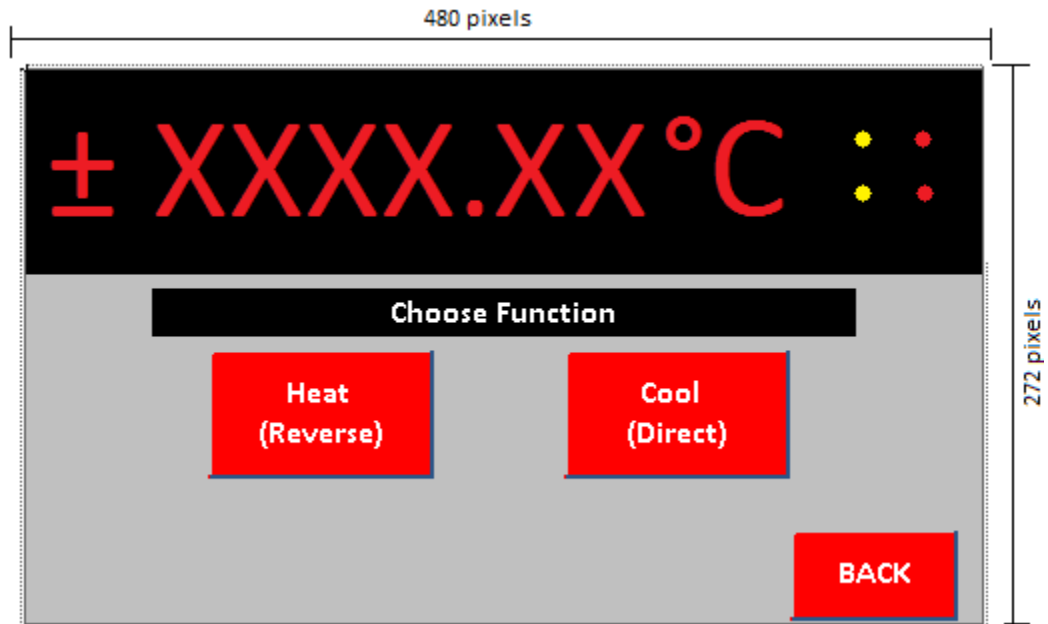 480 pixels
± XXXX.XX°C
Choose Function
Heat
(Reverse)
Cool
(Direct)
BACK
272 pixels